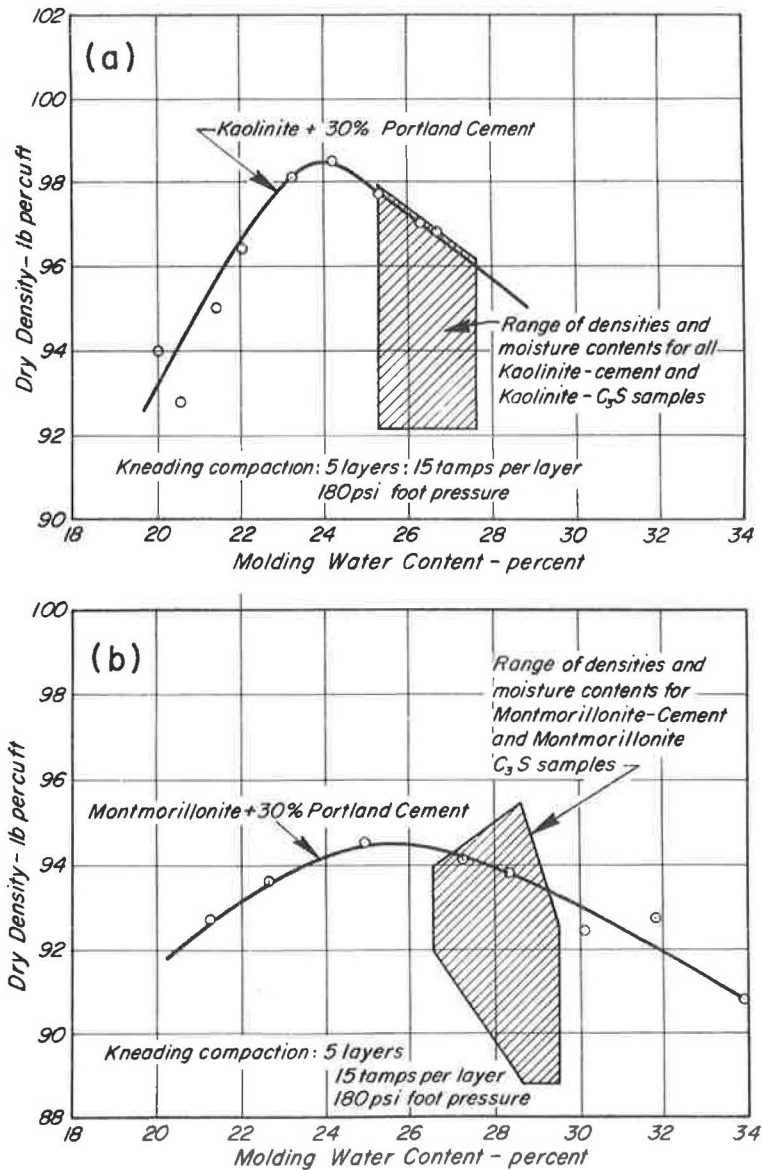 102
(a)
100
Kaolinite + 30% Portland Cement
98
96
94
92
90
Dry Density - lb per cu ft
Range of densities and
moisture contents for all
Kaolinite - cement and
Kaolinite - C₃S samples
Kneading compaction: 5 layers: 15 tamps per layer
180 psi foot pressure
18 20 22 24 26 28 30 32 34
Molding Water Content - percent
100
(b)
98
96
94
92
90
88
Dry Density - lb per cu ft
Range of densities and
moisture contents for
Montmorillonite-Cement
and Montmorillonite
C₃S samples
Montmorillonite + 30% Portland Cement
Kneading compaction: 5 layers
15 tamps per layer
180 psi foot pressure
18 20 22 24 26 28 30 32 34
Molding Water Content - percent